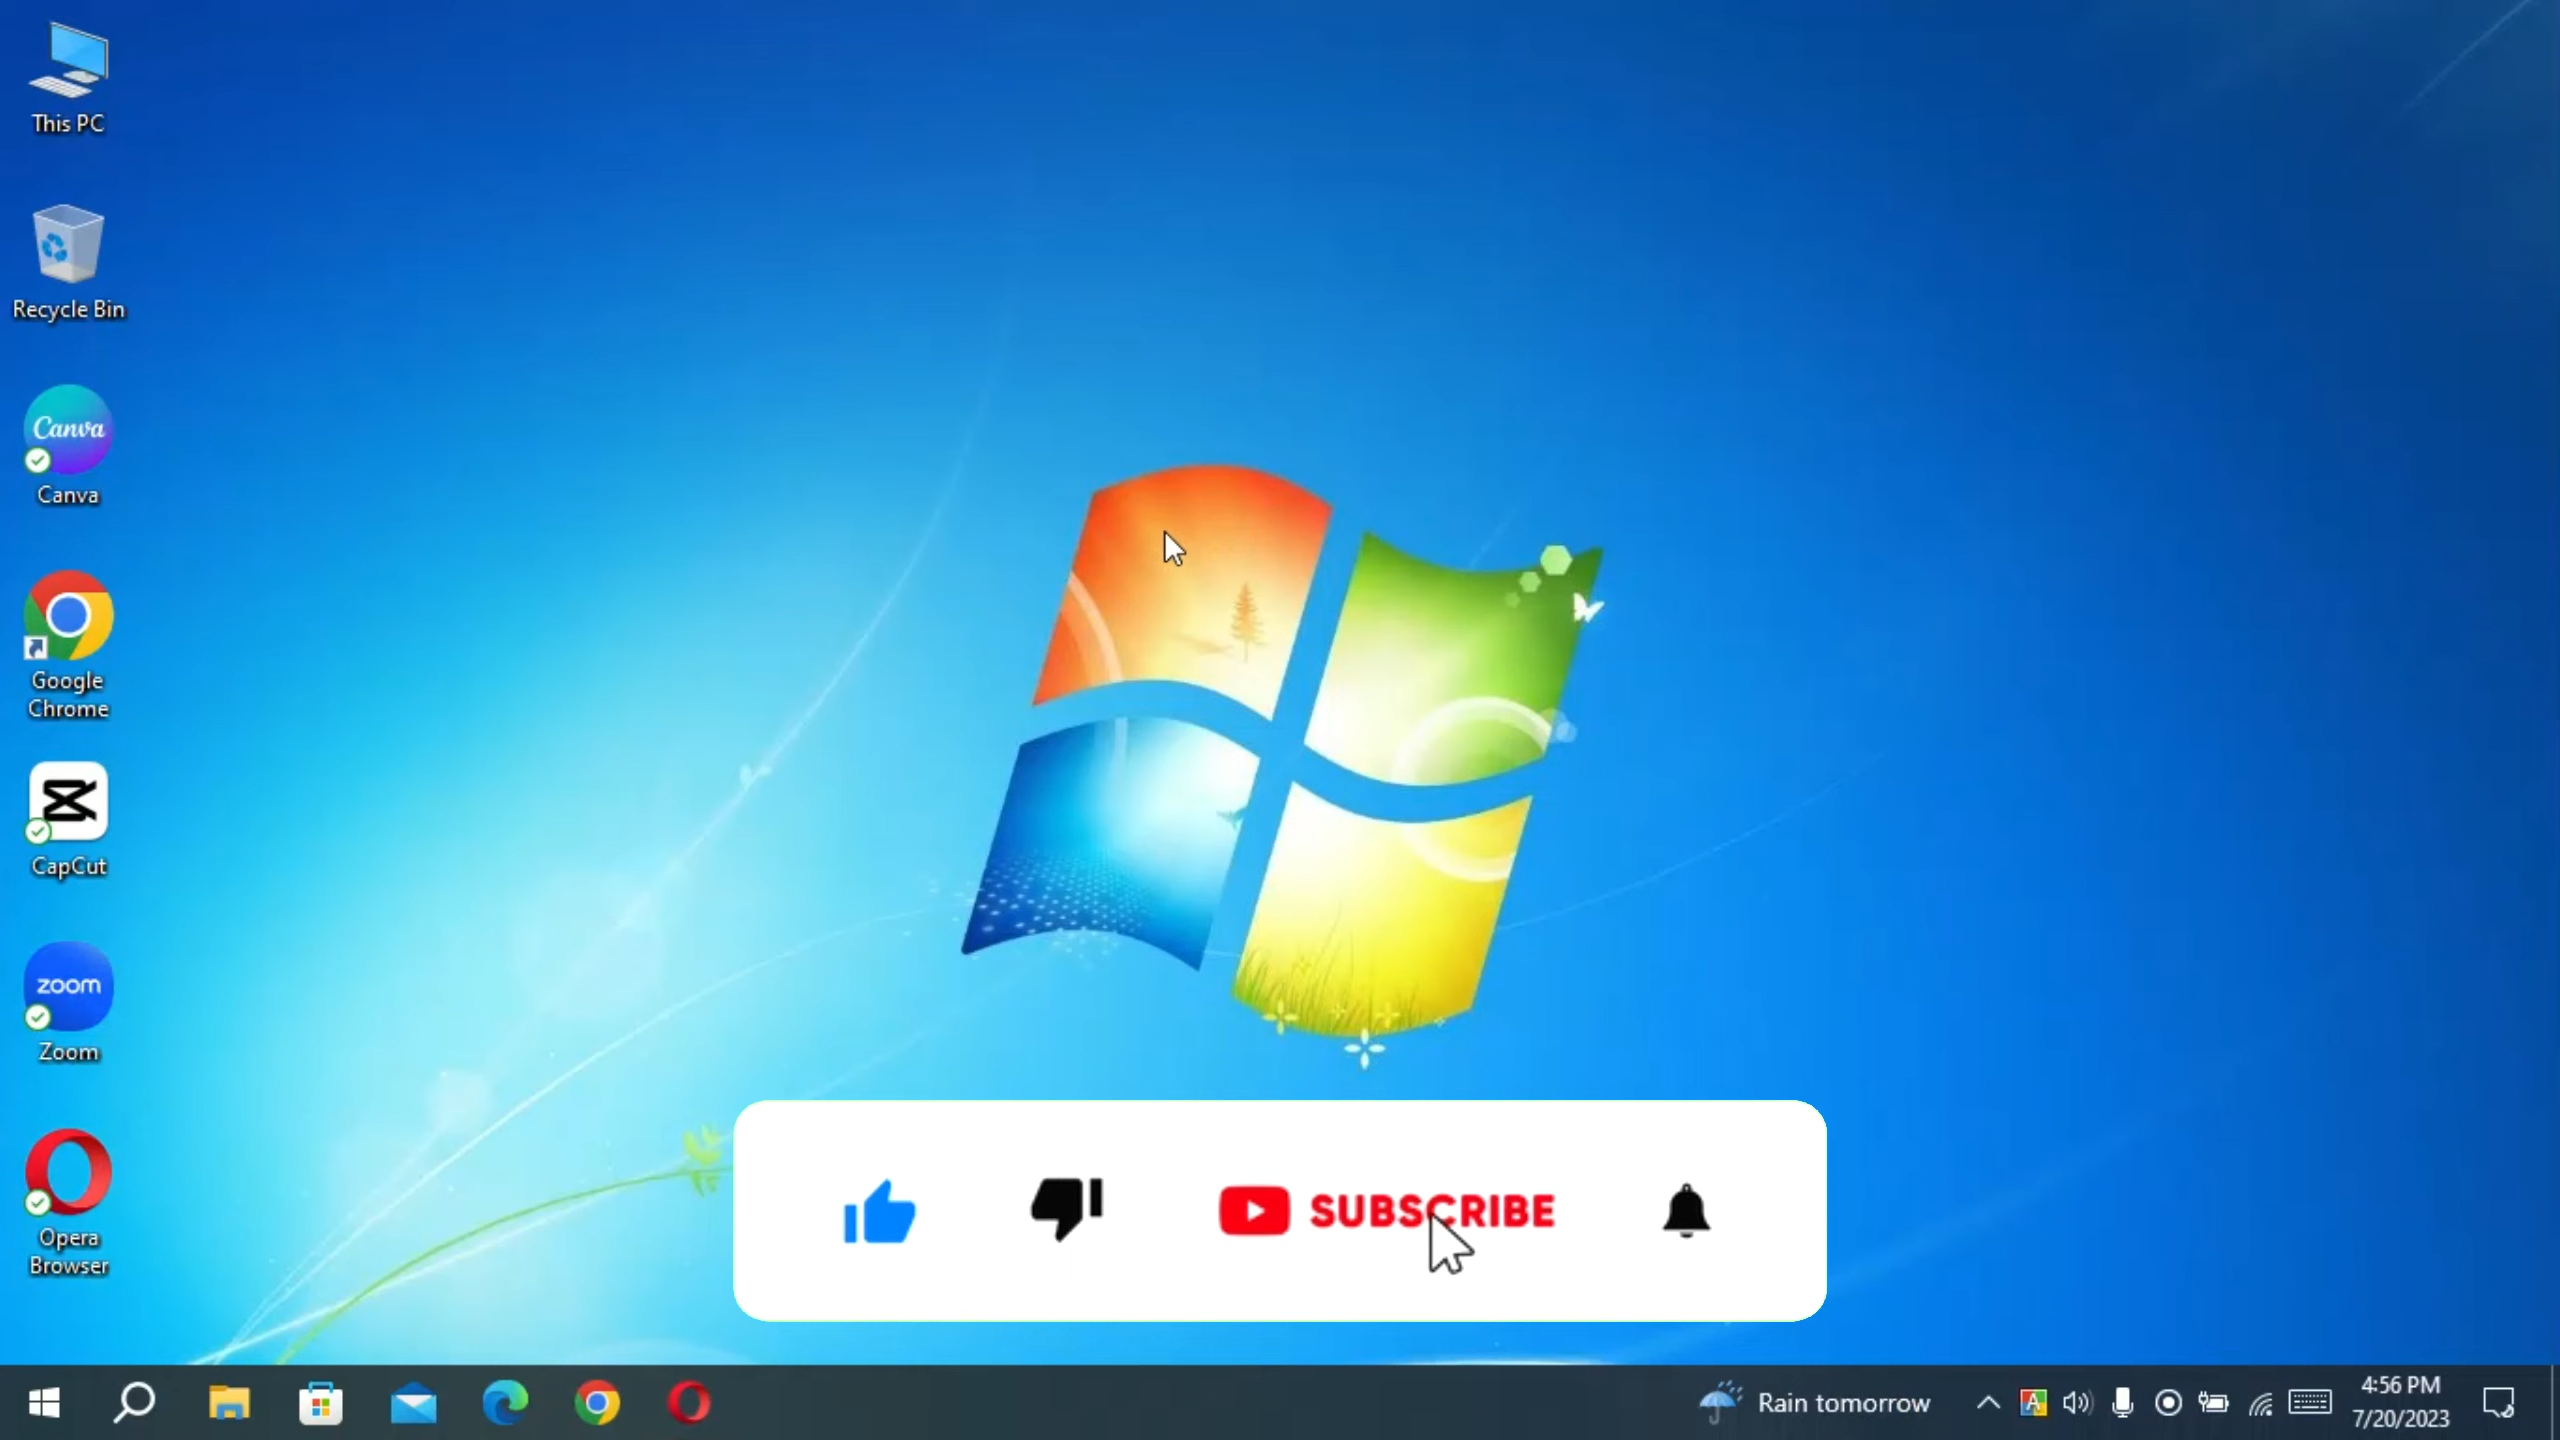 This PC
Recycle Bin
Canva
Canva
Google
Chrome
CapCut
zoom
Zoom
Opera
Browser
SUBSCRIBE
Rain tomorrow
A
4:56 PM
7/20/2023